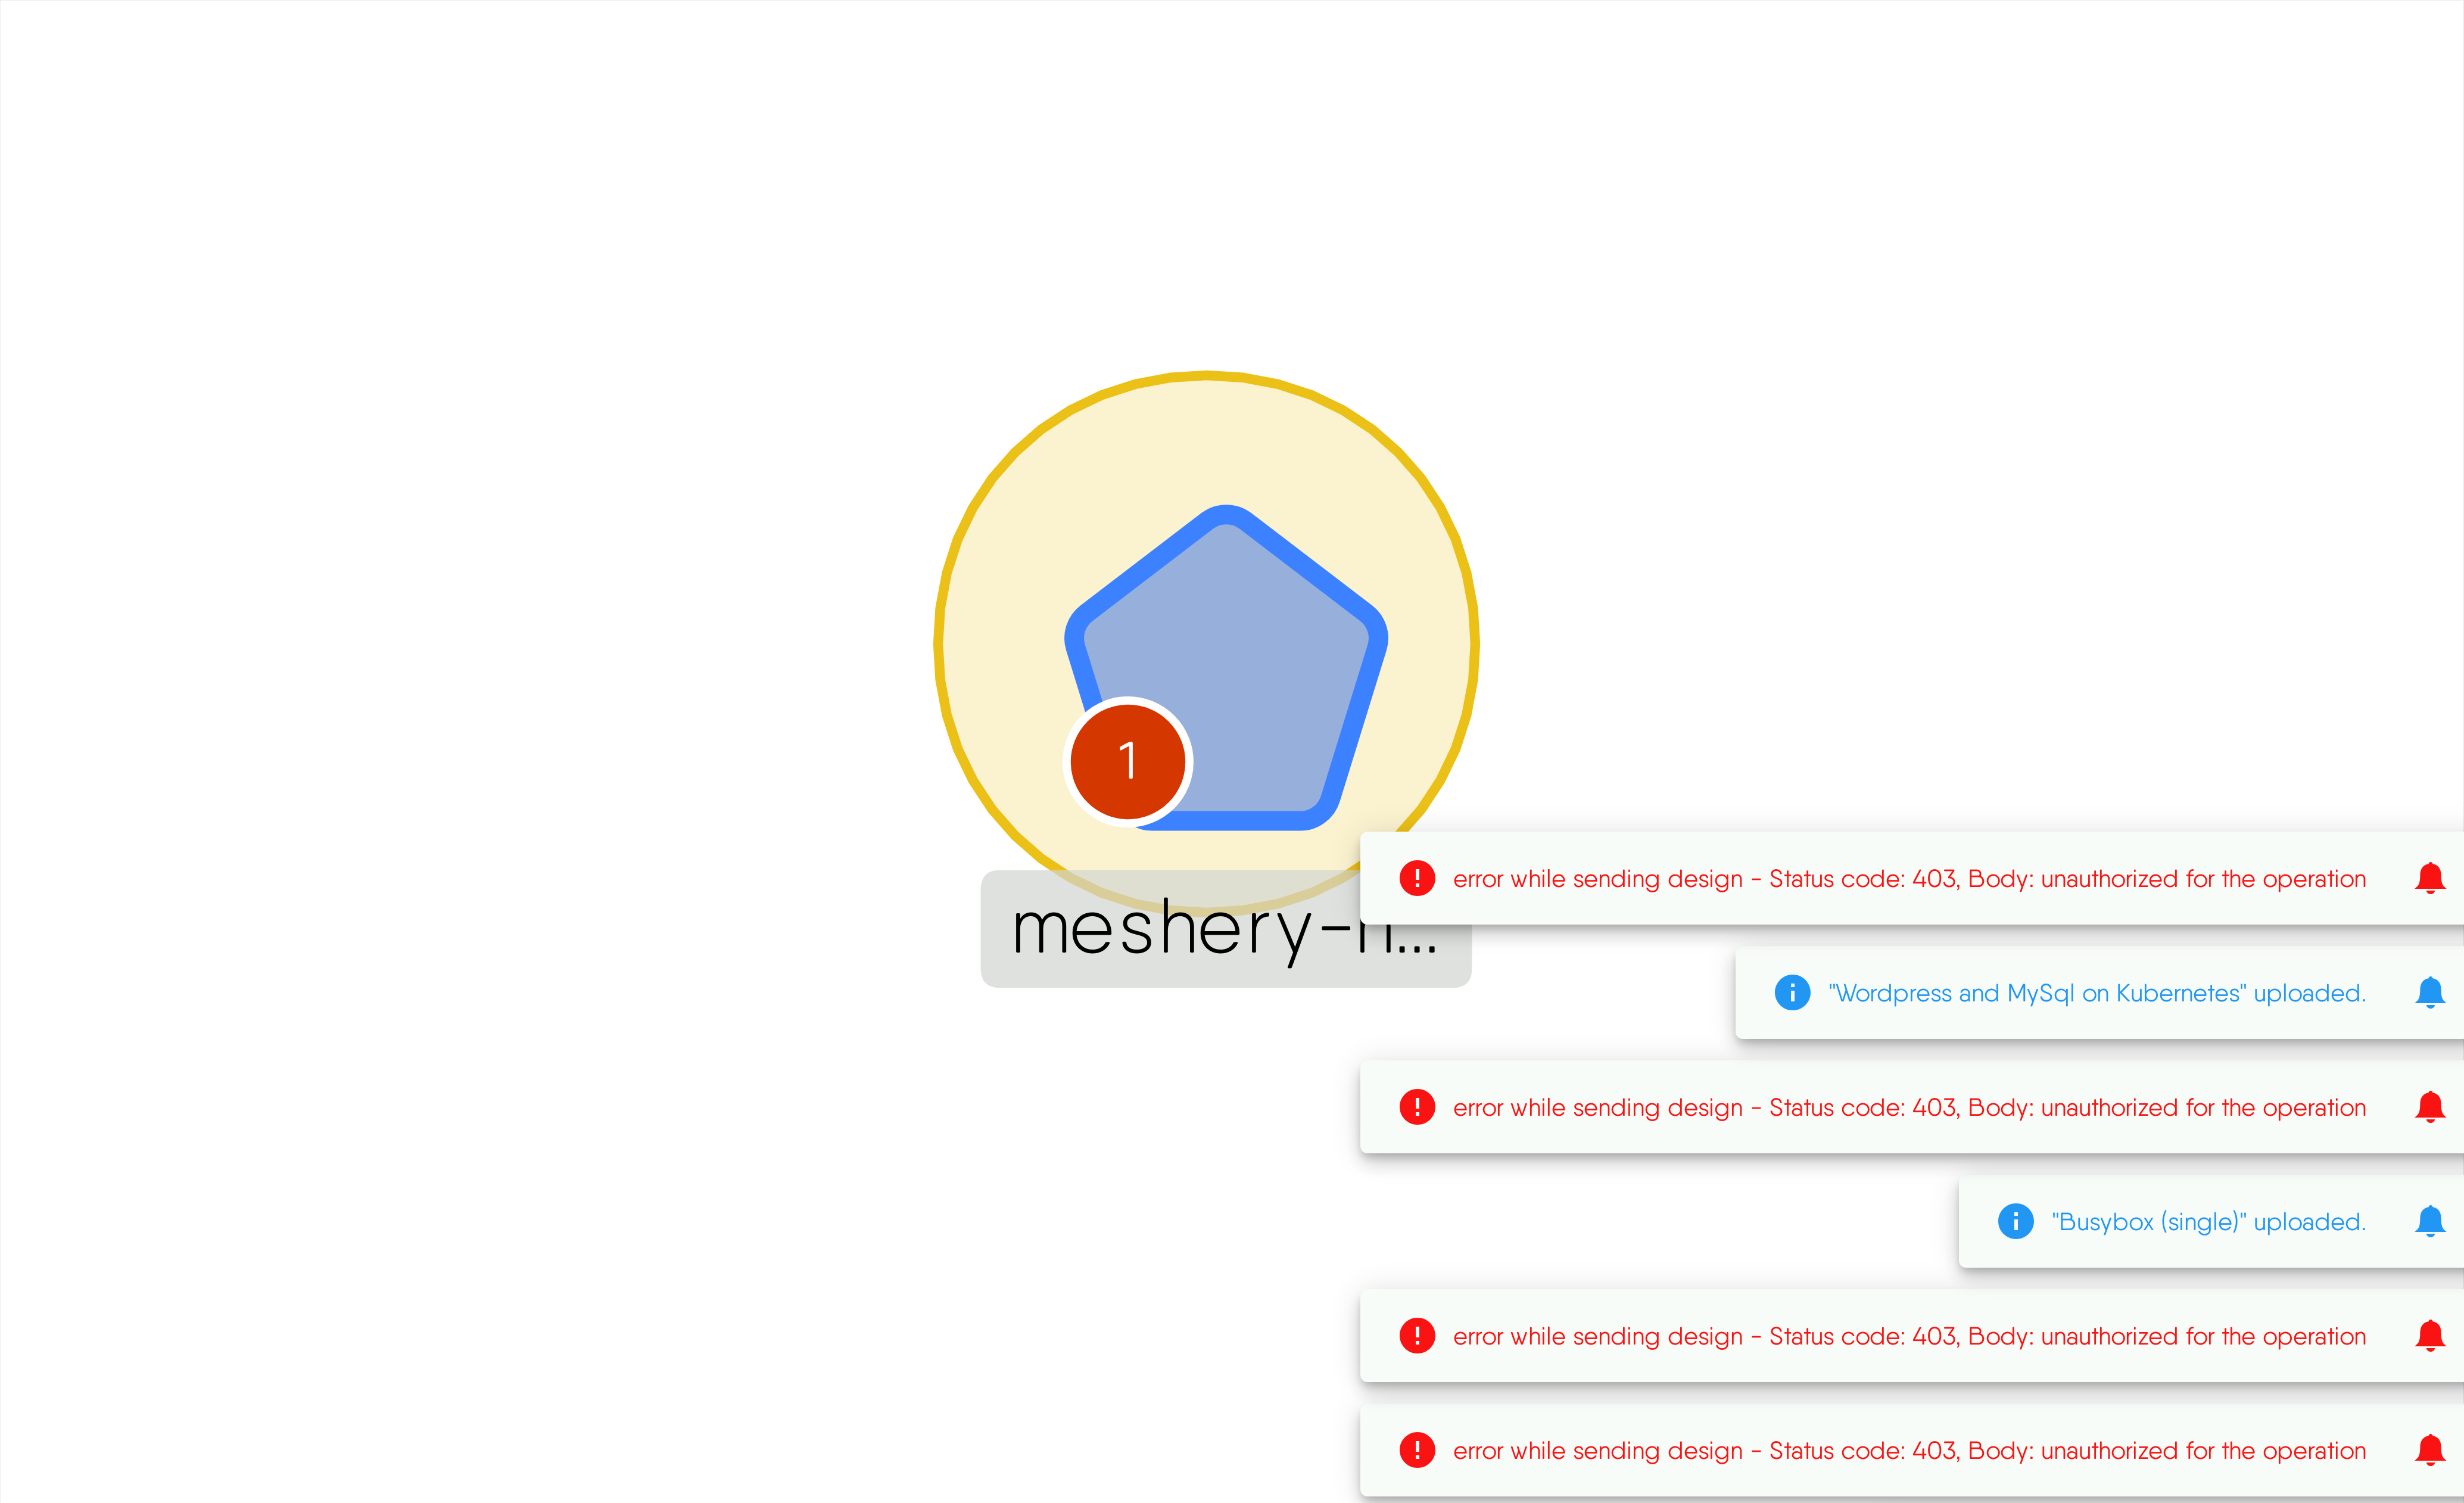 1
error while sending design - Status code: 403, Body: unauthorized for the operation
meshery-n...
"Wordpress and MySql on Kubernetes" uploaded.
error while sending design - Status code: 403, Body: unauthorized for the operation
"Busybox (single)" uploaded.
error while sending design - Status code: 403, Body: unauthorized for the operation
error while sending design - Status code: 403, Body: unauthorized for the operation